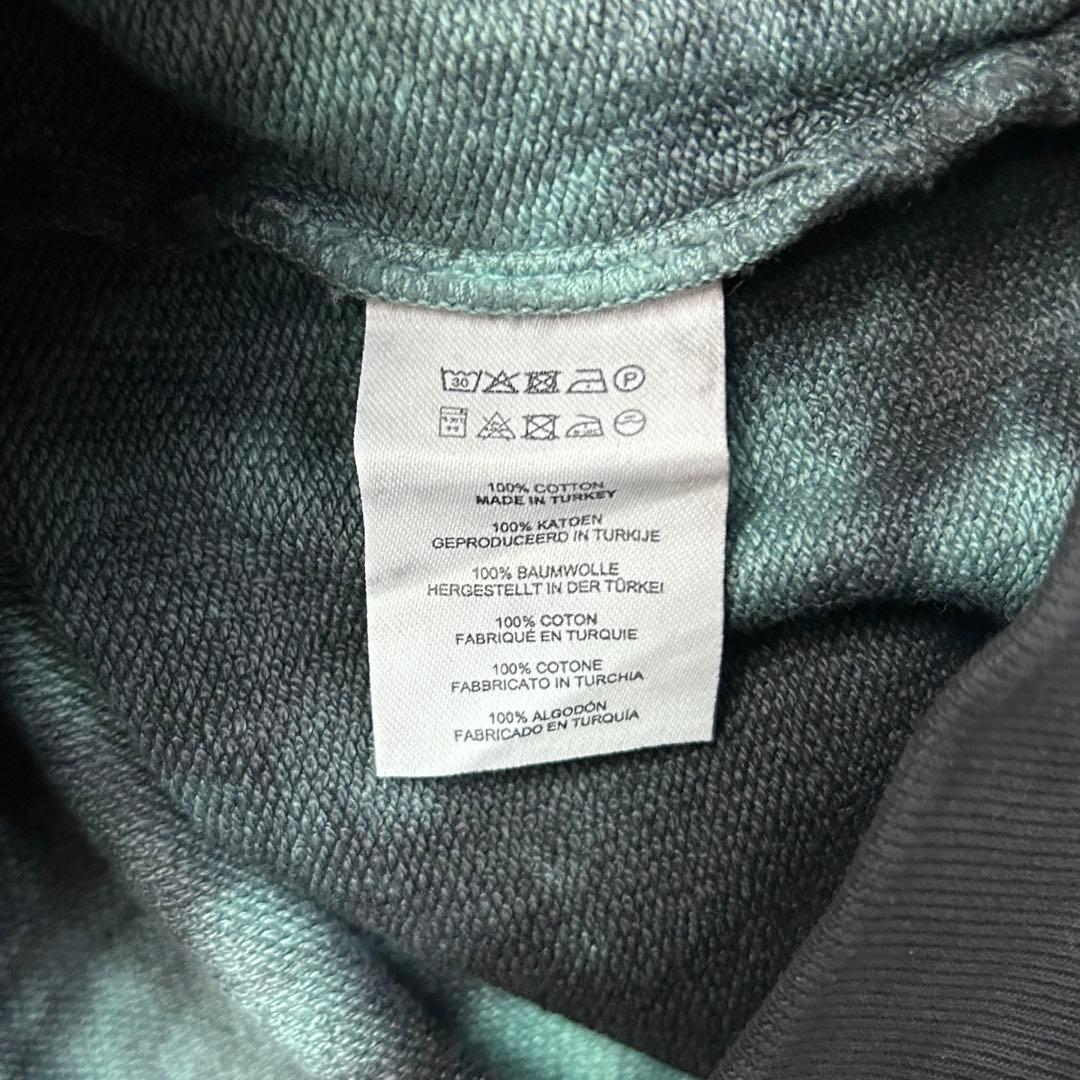 30 P
100% COTTON
MADE IN TURKEY
100% KATOEN
GEPRODUCEERD IN TURKIJE
100% BAUMWOLLE
HERGESTELLT IN DER TÜRKEI
100% COTON
FABRIQUÉ EN TURQUIE
100% COTONE
FABBRICATO IN TURCHIA
100% ALGODÓN
FABRICADO EN TURQUÍA